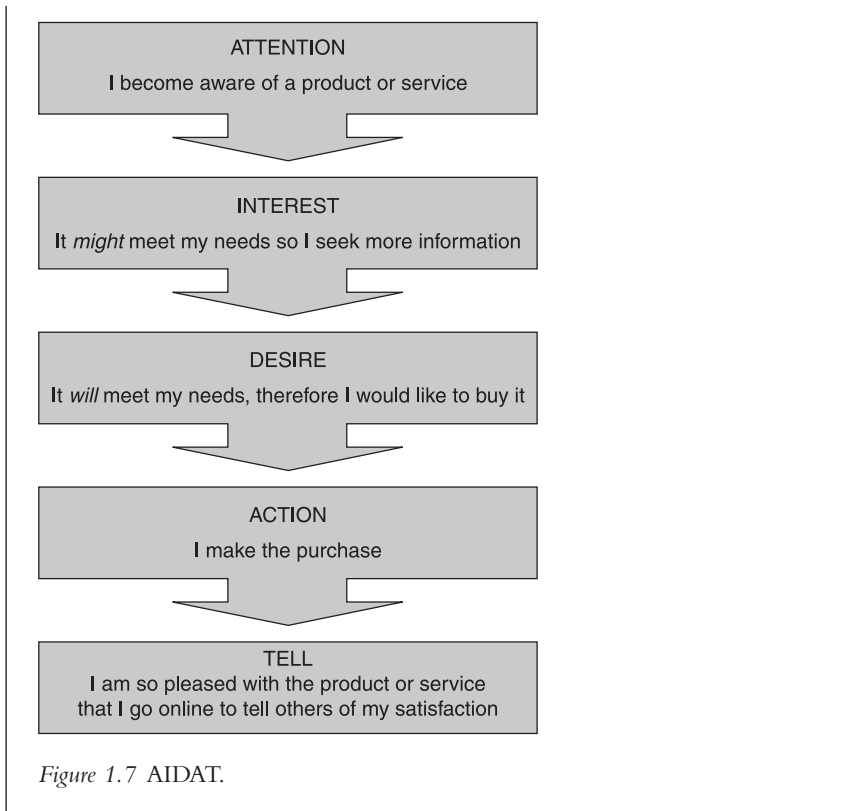 ATTENTION
I become aware of a product or service
INTEREST
It might meet my needs so I seek more information
DESIRE
It will meet my needs, therefore I would like to buy it
ACTION
I make the purchase
TELL
I am so pleased with the product or service
that I go online to tell others of my satisfaction
Figure 1.7 AIDAT.